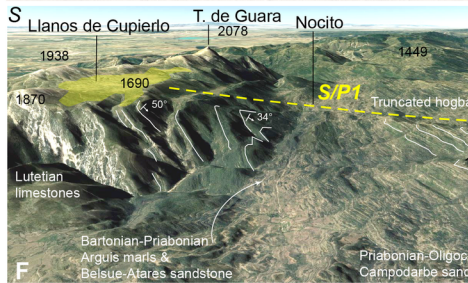 S
T. de Guara
2078
Llanos de Cupierlo
Nocito
1938
1449
1690
1870
S/P1
Truncated hogba
50°
34°
Lutetian
limestones
Bartonian-Priabonian
Arguis marls &
Belsue-Atares sandstone
Priabonian-Oligop
Campodarbe sand
F